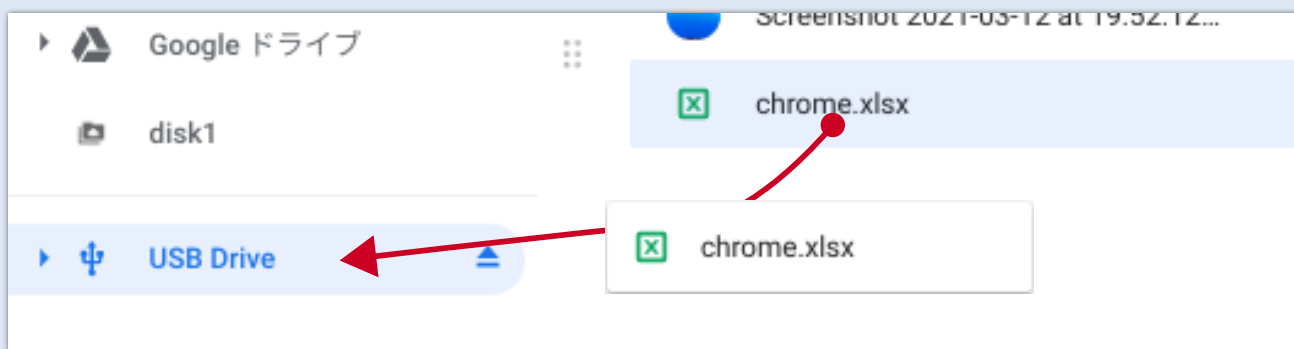 Google ドライブ
disk1
USB Drive
Screenshot 2021-03-12 at 19.52.12...
chrome.xlsx
chrome.xlsx